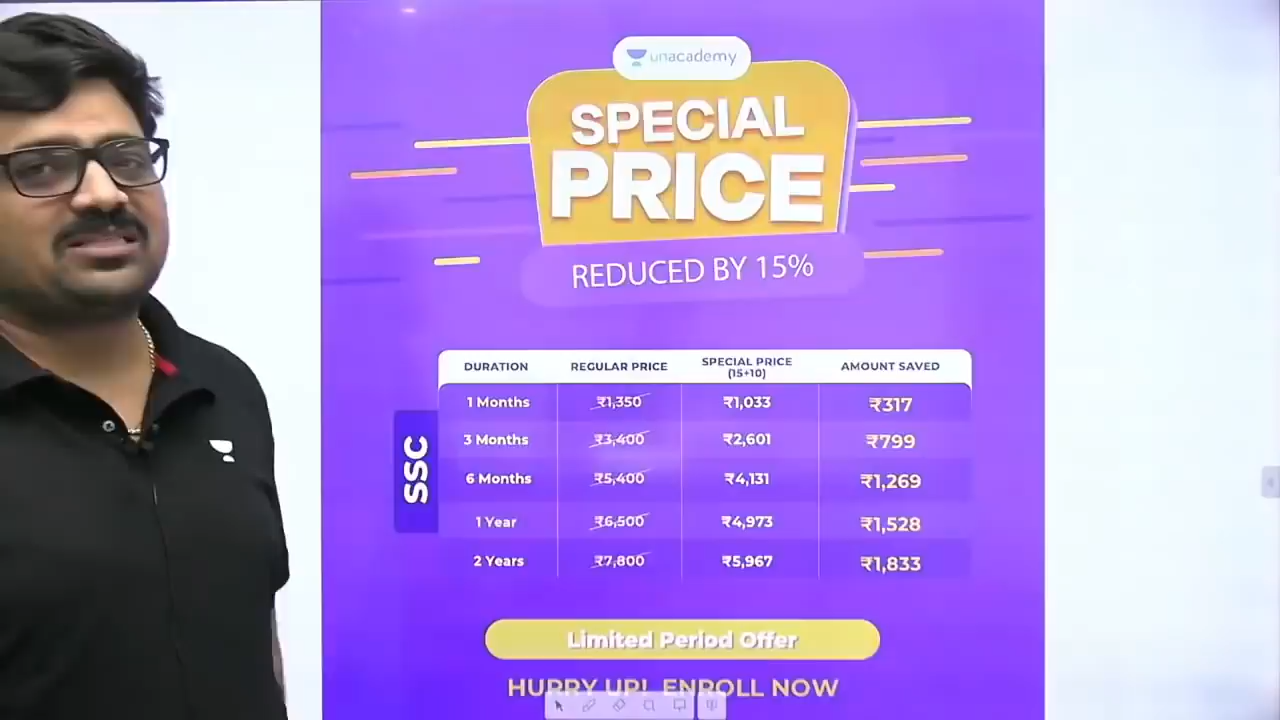 unacademy
SPECIAL
PRICE
REDUCED BY 15%
DURATION REGULAR PRICE SPECIAL PRICE (15+10) AMOUNT SAVED
SSC
1 Months ₹1,350 ₹1,033 ₹317
3 Months ₹3,400 ₹2,601 ₹799
6 Months ₹5,400 ₹4,131 ₹1,269
1 Year ₹6,500 ₹4,973 ₹1,528
2 Years ₹7,800 ₹5,967 ₹1,833
Limited Period Offer
HURRY UP! ENROLL NOW